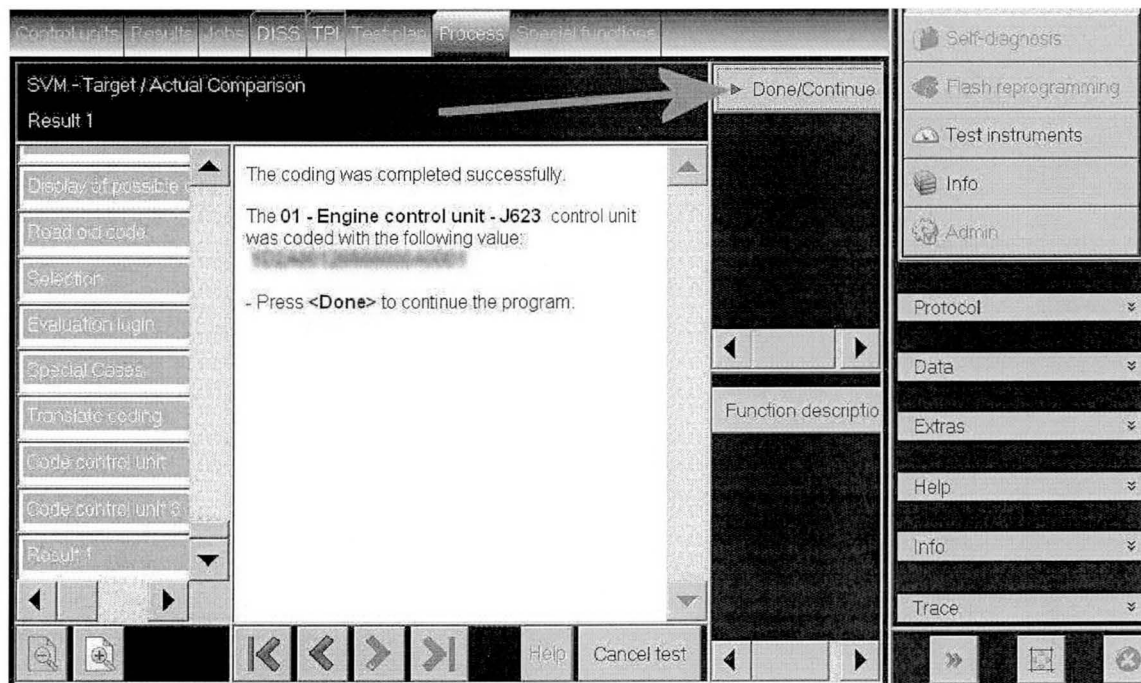 Control units Results Jobs DISS TPI Test plan Process Special functions
SVM - Target / Actual Comparison
Result 1
Done/Continue
Display of possible
Read old code
Selection
Evaluation login
Special Cases
Translate coding
Code control unit
Code control unit S
Result 1
The coding was completed successfully.
The 01 - Engine control unit - J623 control unit
was coded with the following value:
- Press <Done> to continue the program.
Function descriptio
Help Cancel test
Self-diagnosis
Flash reprogramming
Test instruments
Info
Admin
Protocol
Data
Extras
Help
Info
Trace